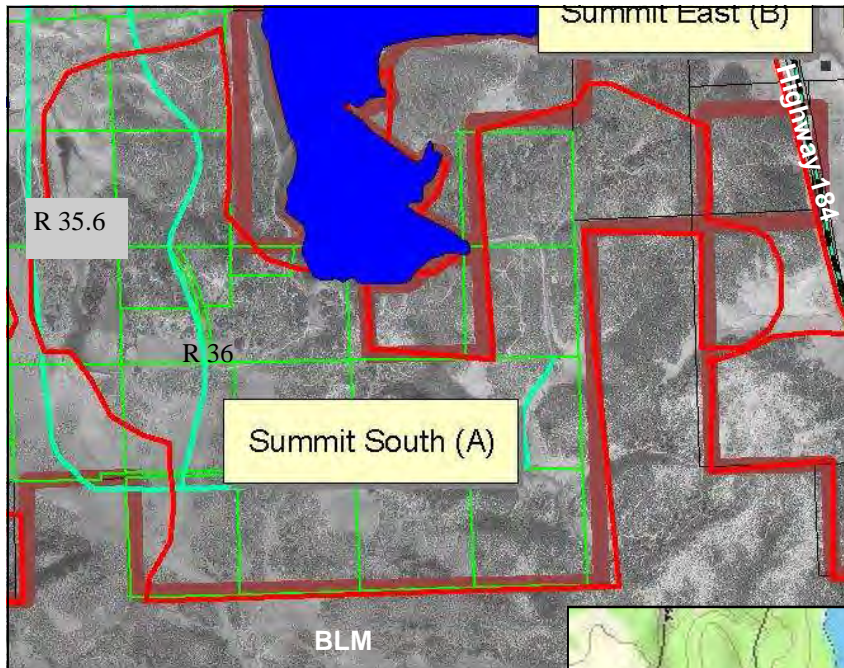 Summit East (B)
Highway 184
R 35.6
R 36
Summit South (A)
BLM